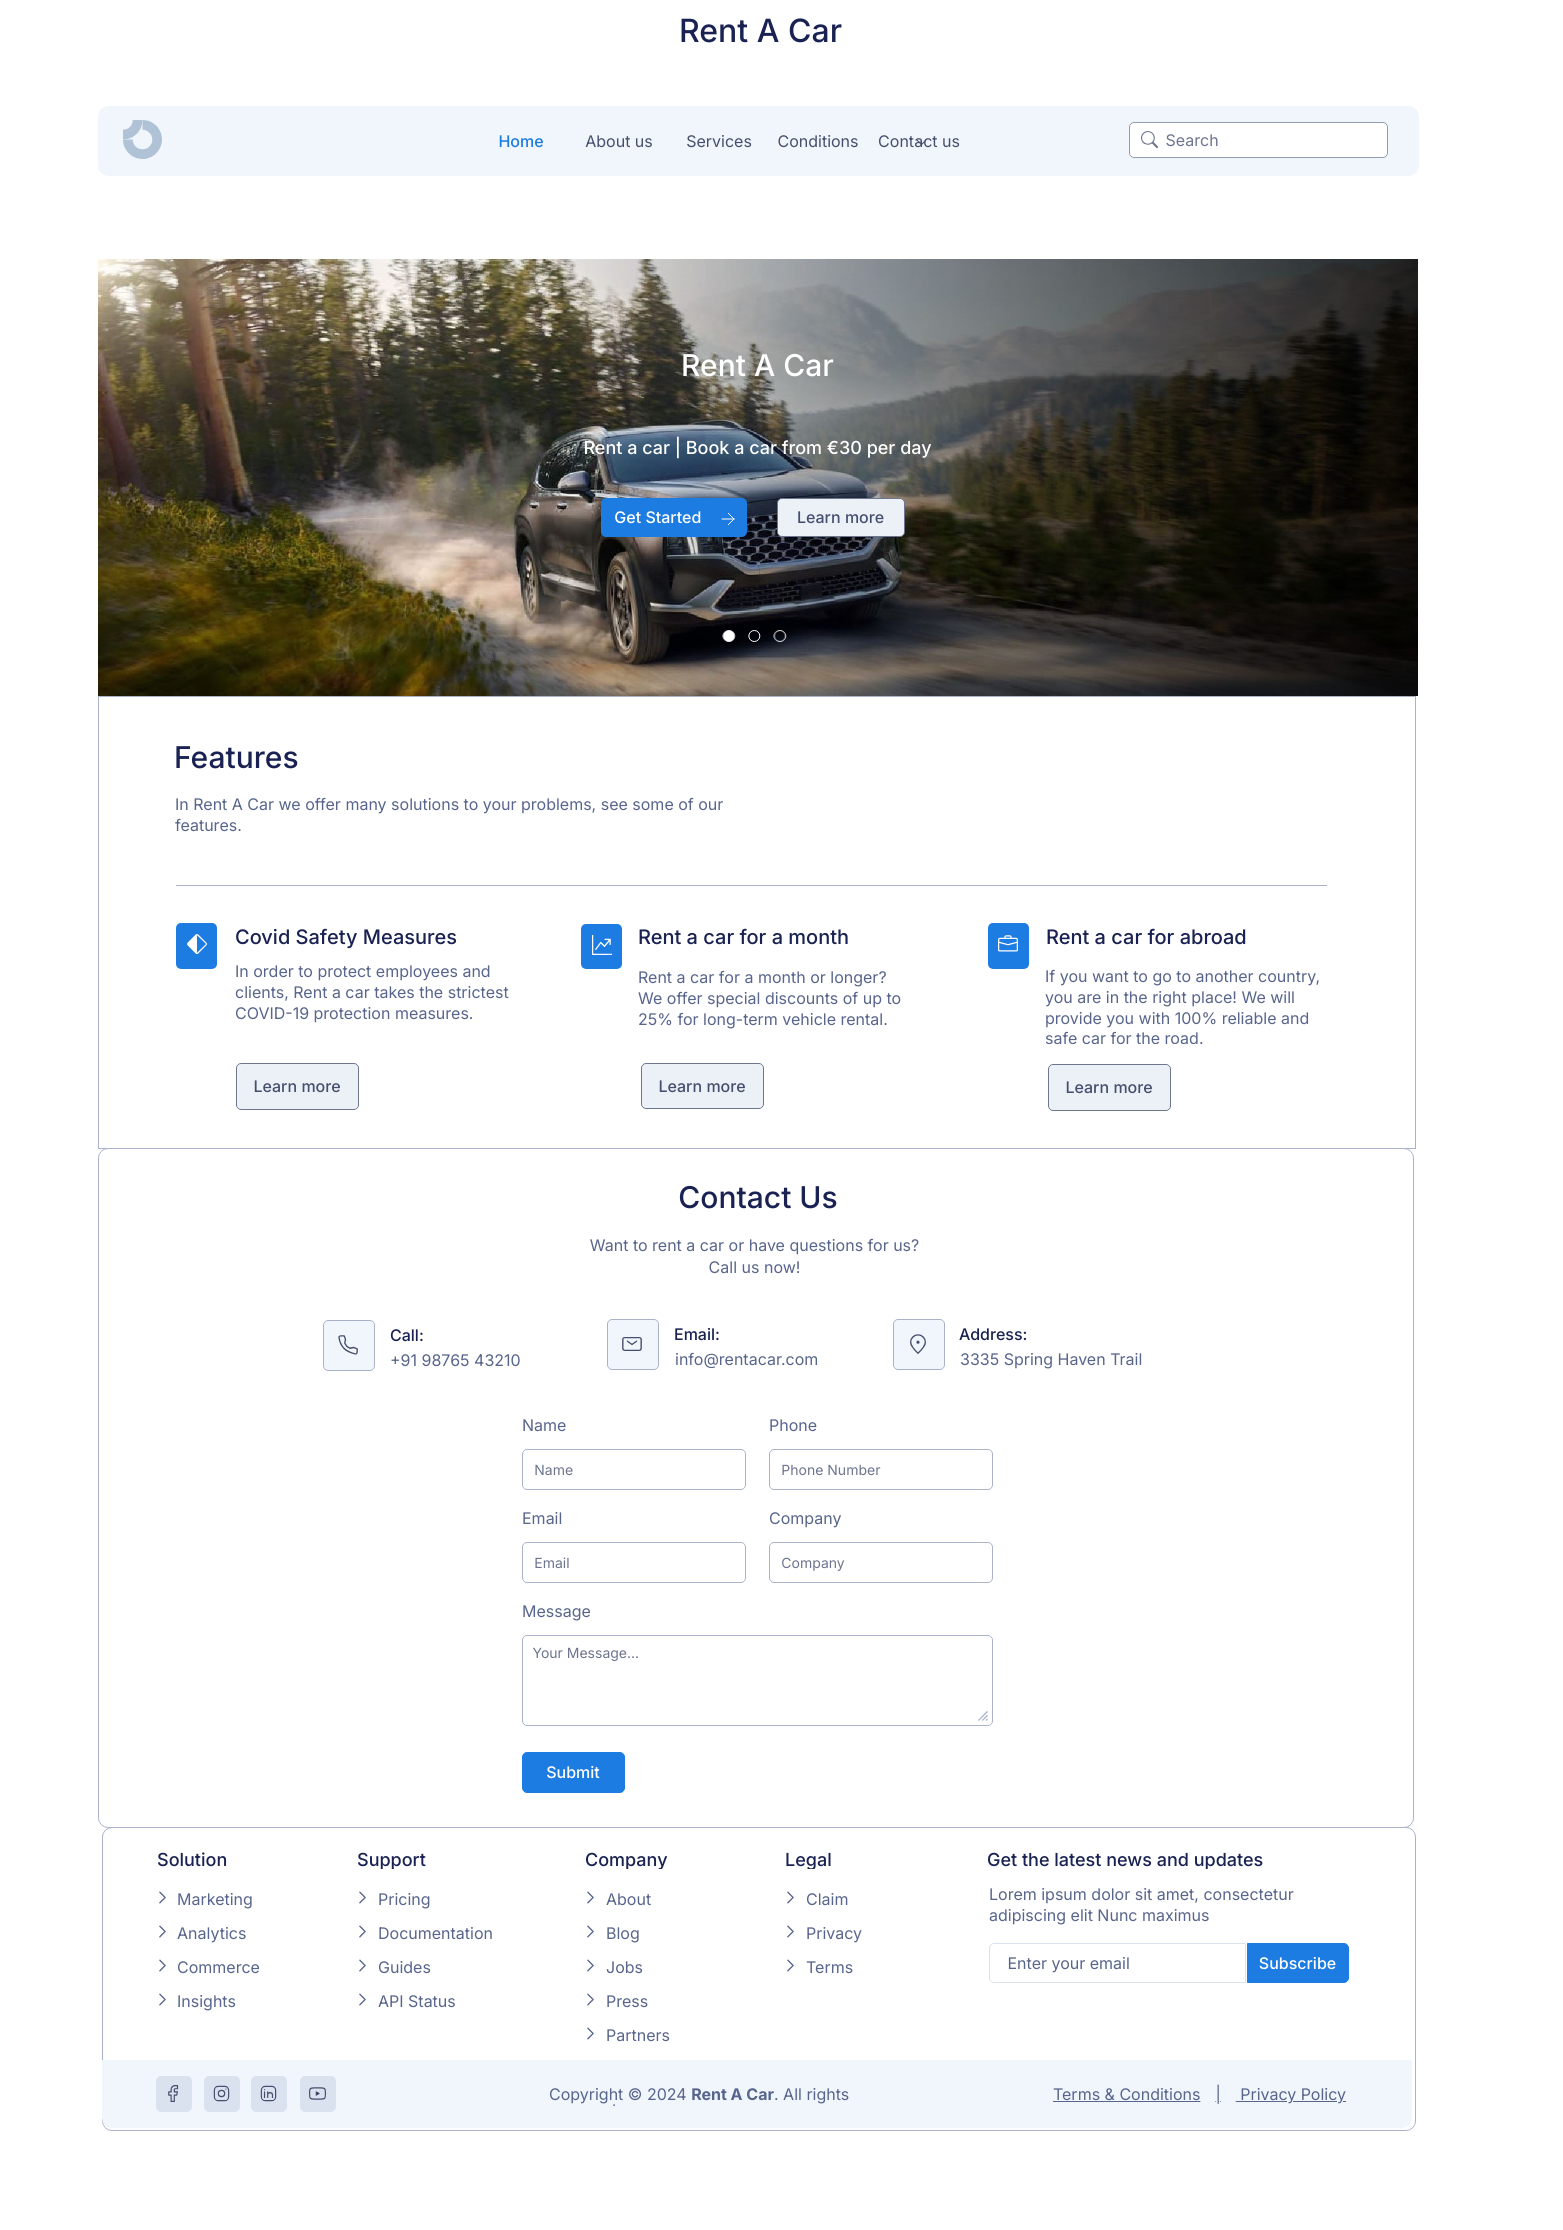 Rent A Car
Home
About us
Services
Conditions
Contact us
Search
Rent A Car
Rent a car | Book a car from €30 per day
Get Started
Learn more
Features
In Rent A Car we offer many solutions to your problems, see some of our
features.
Covid Safety Measures
In order to protect employees and
clients, Rent a car takes the strictest
COVID-19 protection measures.
Learn more
Rent a car for a month
Rent a car for a month or longer?
We offer special discounts of up to
25% for long-term vehicle rental.
Learn more
Rent a car for abroad
If you want to go to another country,
you are in the right place! We will
provide you with 100% reliable and
safe car for the road.
Learn more
Contact Us
Want to rent a car or have questions for us?
Call us now!
Call:
+91 98765 43210
Email:
info@rentacar.com
Address:
3335 Spring Haven Trail
Name
Name
Phone
Phone Number
Email
Email
Company
Company
Message
Your Message...
Submit
Solution
Marketing
Analytics
Commerce
Insights
Support
Pricing
Documentation
Guides
API Status
Company
About
Blog
Jobs
Press
Partners
Legal
Claim
Privacy
Terms
Get the latest news and updates
Lorem ipsum dolor sit amet, consectetur
adipiscing elit Nunc maximus
Enter your email
Subscribe
Copyright © 2024 Rent A Car. All rights
Terms & Conditions | Privacy Policy